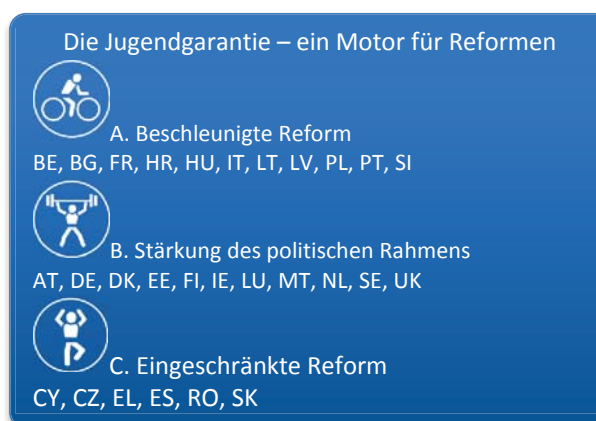 Die Jugendgarantie – ein Motor für Reformen
A. Beschleunigte Reform
BE, BG, FR, HR, HU, IT, LT, LV, PL, PT, SI
B. Stärkung des politischen Rahmens
AT, DE, DK, EE, FI, IE, LU, MT, NL, SE, UK
C. Eingeschränkte Reform
CY, CZ, EL, ES, RO, SK